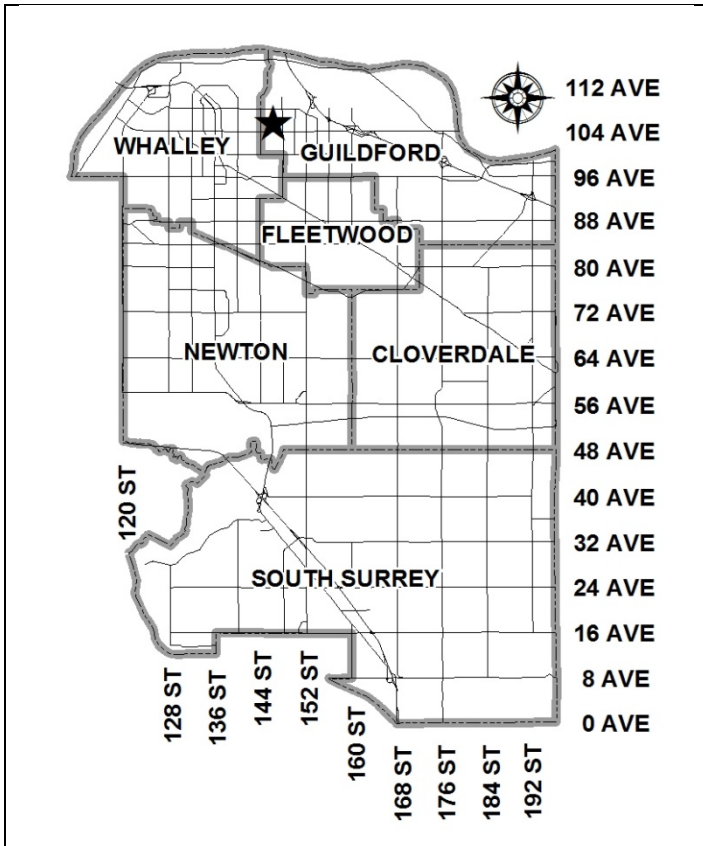 112 AVE
104 AVE
WHALLEY
GUILDFORD
96 AVE
88 AVE
FLEETWOOD
80 AVE
72 AVE
NEWTON
CLOVERDALE
64 AVE
56 AVE
48 AVE
120 ST
40 AVE
32 AVE
SOUTH SURREY
24 AVE
16 AVE
8 AVE
0 AVE
128 ST
136 ST
144 ST
152 ST
160 ST
168 ST
176 ST
184 ST
192 ST